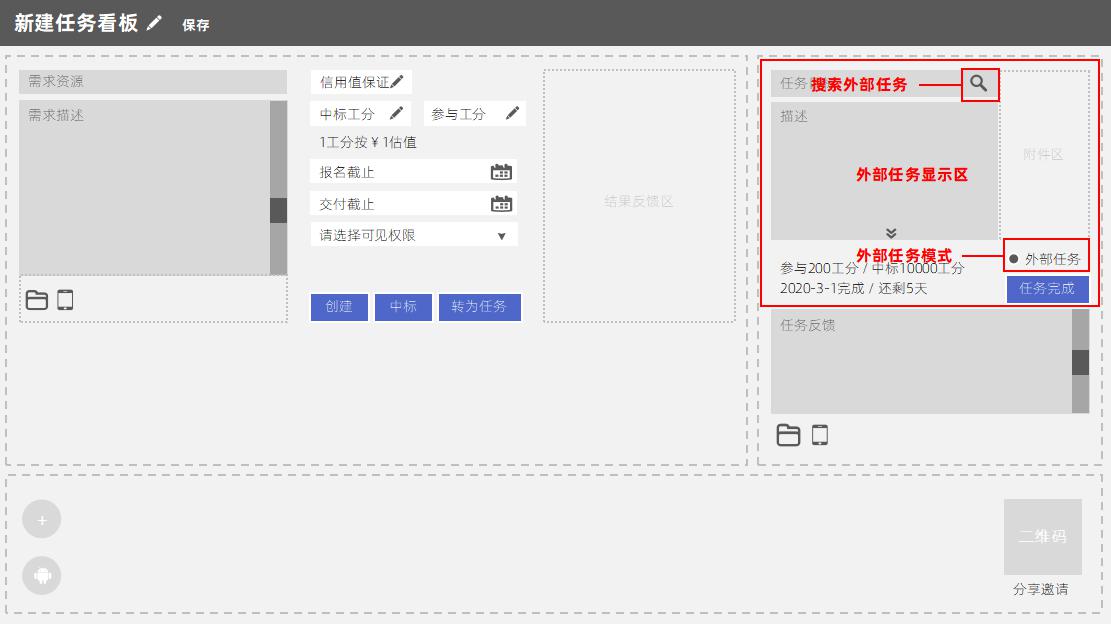 新建任务看板 保存
需求资源
需求描述
信用值保证
中标工分
参与工分
1工分按 ¥ 1估值
报名截止
交付截止
请选择可见权限
创建
中标
转为任务
结果反馈区
任务
搜索外部任务
描述
外部任务显示区
附件区
外部任务模式
外部任务
参与200工分 / 中标10000工分
2020-3-1完成 / 还剩5天
任务完成
任务反馈
+
二维码
分享邀请